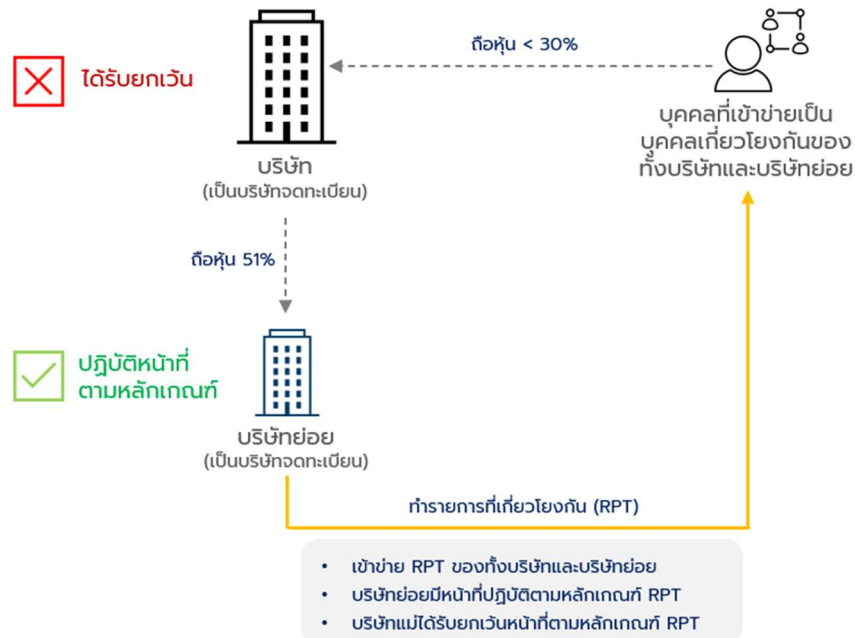 ถือหุ้น < 30%
ได้รับยกเว้น
บุคคลที่เข้าข่ายเป็น
บุคคลเกี่ยวโยงกันของ
ทั้งบริษัทและบริษัทย่อย
บริษัท
(เป็นบริษัทจดทะเบียน)
ถือหุ้น 51%
ปฏิบัติหน้าที่
ตามหลักเกณฑ์
บริษัทย่อย
(เป็นบริษัทจดทะเบียน)
ทำรายการที่เกี่ยวโยงกัน (RPT)
• เข้าข่าย RPT ของทั้งบริษัทและบริษัทย่อย
• บริษัทย่อยมีหน้าที่ปฏิบัติตามหลักเกณฑ์ RPT
• บริษัทแม่ได้รับยกเว้นหน้าที่ตามหลักเกณฑ์ RPT